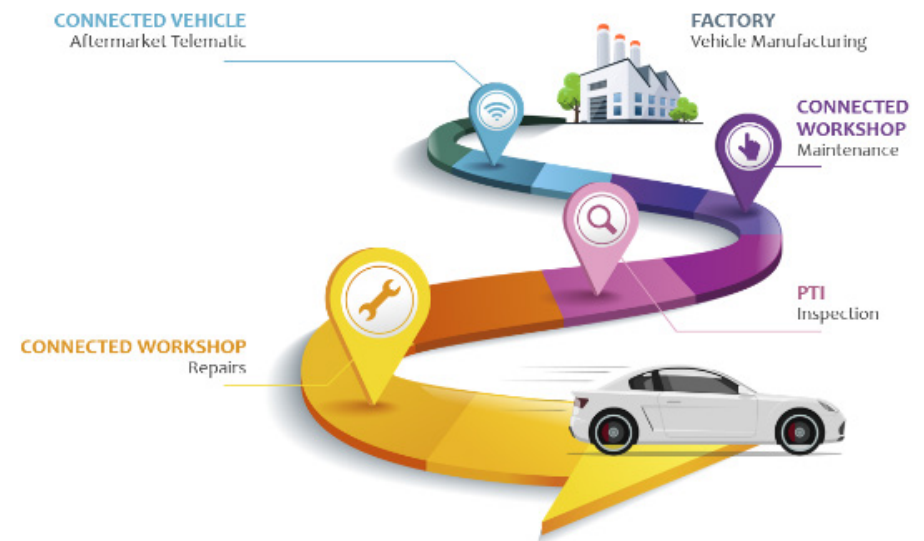 CONNECTED VEHICLE
Aftermarket Telematic
FACTORY
Vehicle Manufacturing
CONNECTED
WORKSHOP
Maintenance
PTI
Inspection
CONNECTED WORKSHOP
Repairs